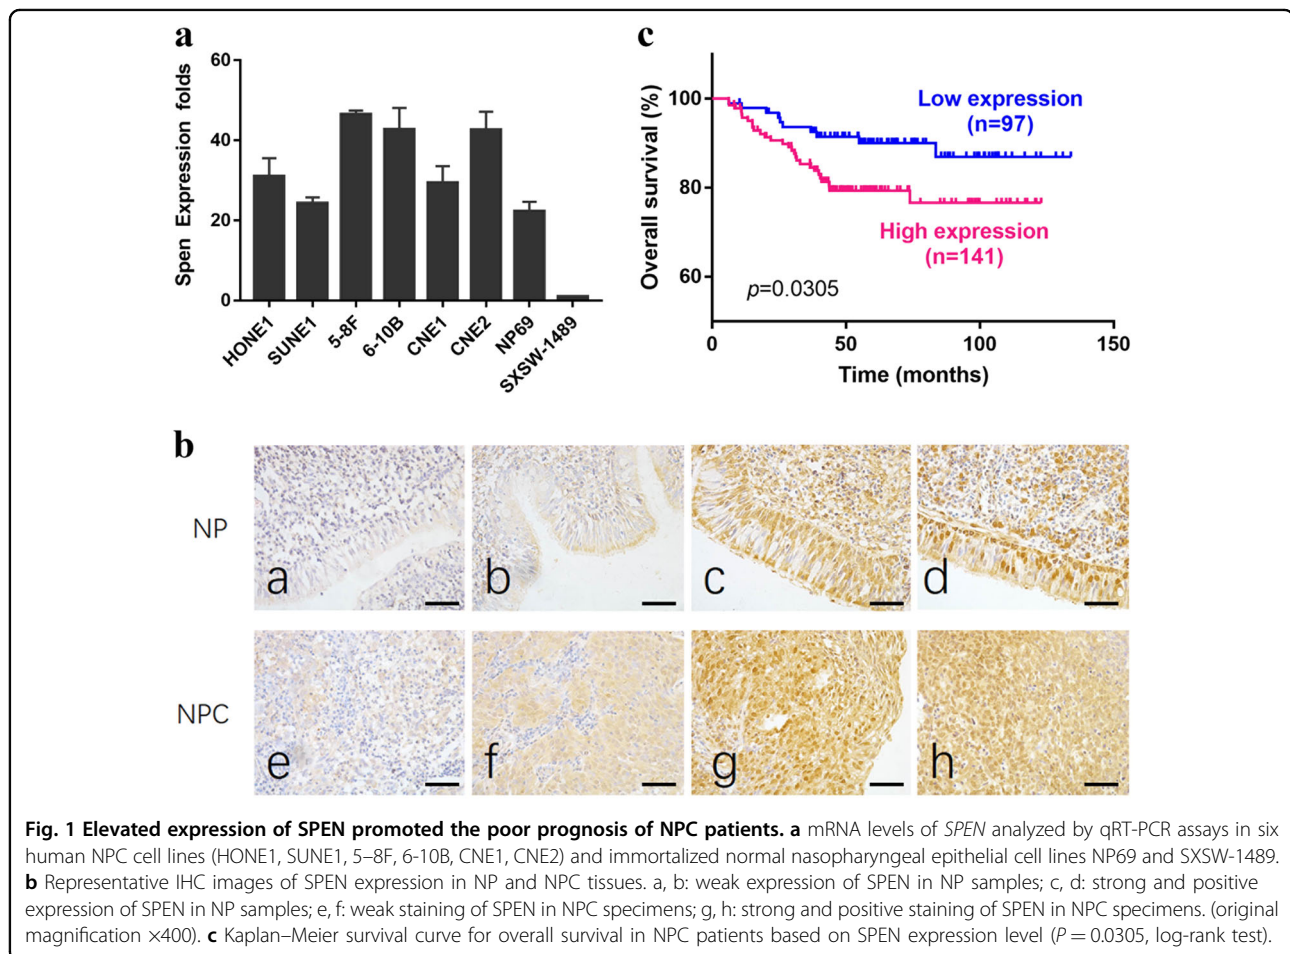 a
Spen Expression folds
60
40
20
0
HONE1
SUNE1
5-8F
6-10B
CNE1
CNE2
NP69
SXSW-1489
c
Overall survival (%)
100
80
60
Low expression
(n=97)
High expression
(n=141)
p=0.0305
0
50
100
150
Time (months)
b
NP
a
b
c
d
NPC
e
f
g
h
Fig. 1 Elevated expression of SPEN promoted the poor prognosis of NPC patients. a mRNA levels of SPEN analyzed by qRT-PCR assays in six
human NPC cell lines (HONE1, SUNE1, 5–8F, 6-10B, CNE1, CNE2) and immortalized normal nasopharyngeal epithelial cell lines NP69 and SXSW-1489.
b Representative IHC images of SPEN expression in NP and NPC tissues. a, b: weak expression of SPEN in NP samples; c, d: strong and positive
expression of SPEN in NP samples; e, f: weak staining of SPEN in NPC specimens; g, h: strong and positive staining of SPEN in NPC specimens. (original
magnification ×400). c Kaplan–Meier survival curve for overall survival in NPC patients based on SPEN expression level (P = 0.0305, log-rank test).